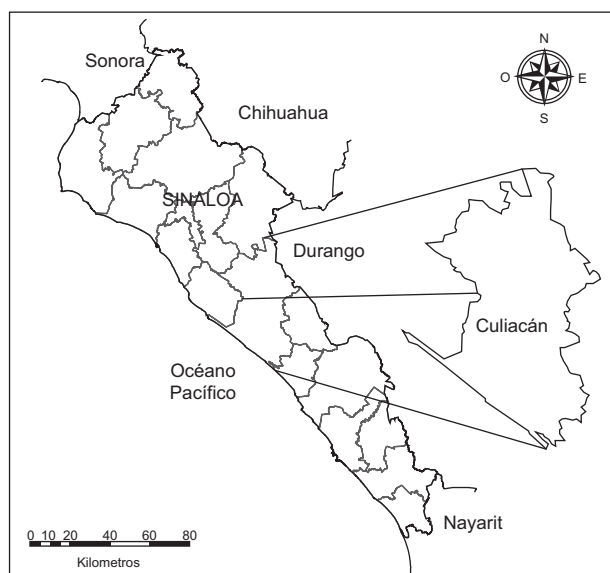 Sonora
N
O
E
S
Chihuahua
SINALOA
Durango
Culiacán
Océano
Pacífico
Nayarit
0 10 20 40 60 80
Kilometros